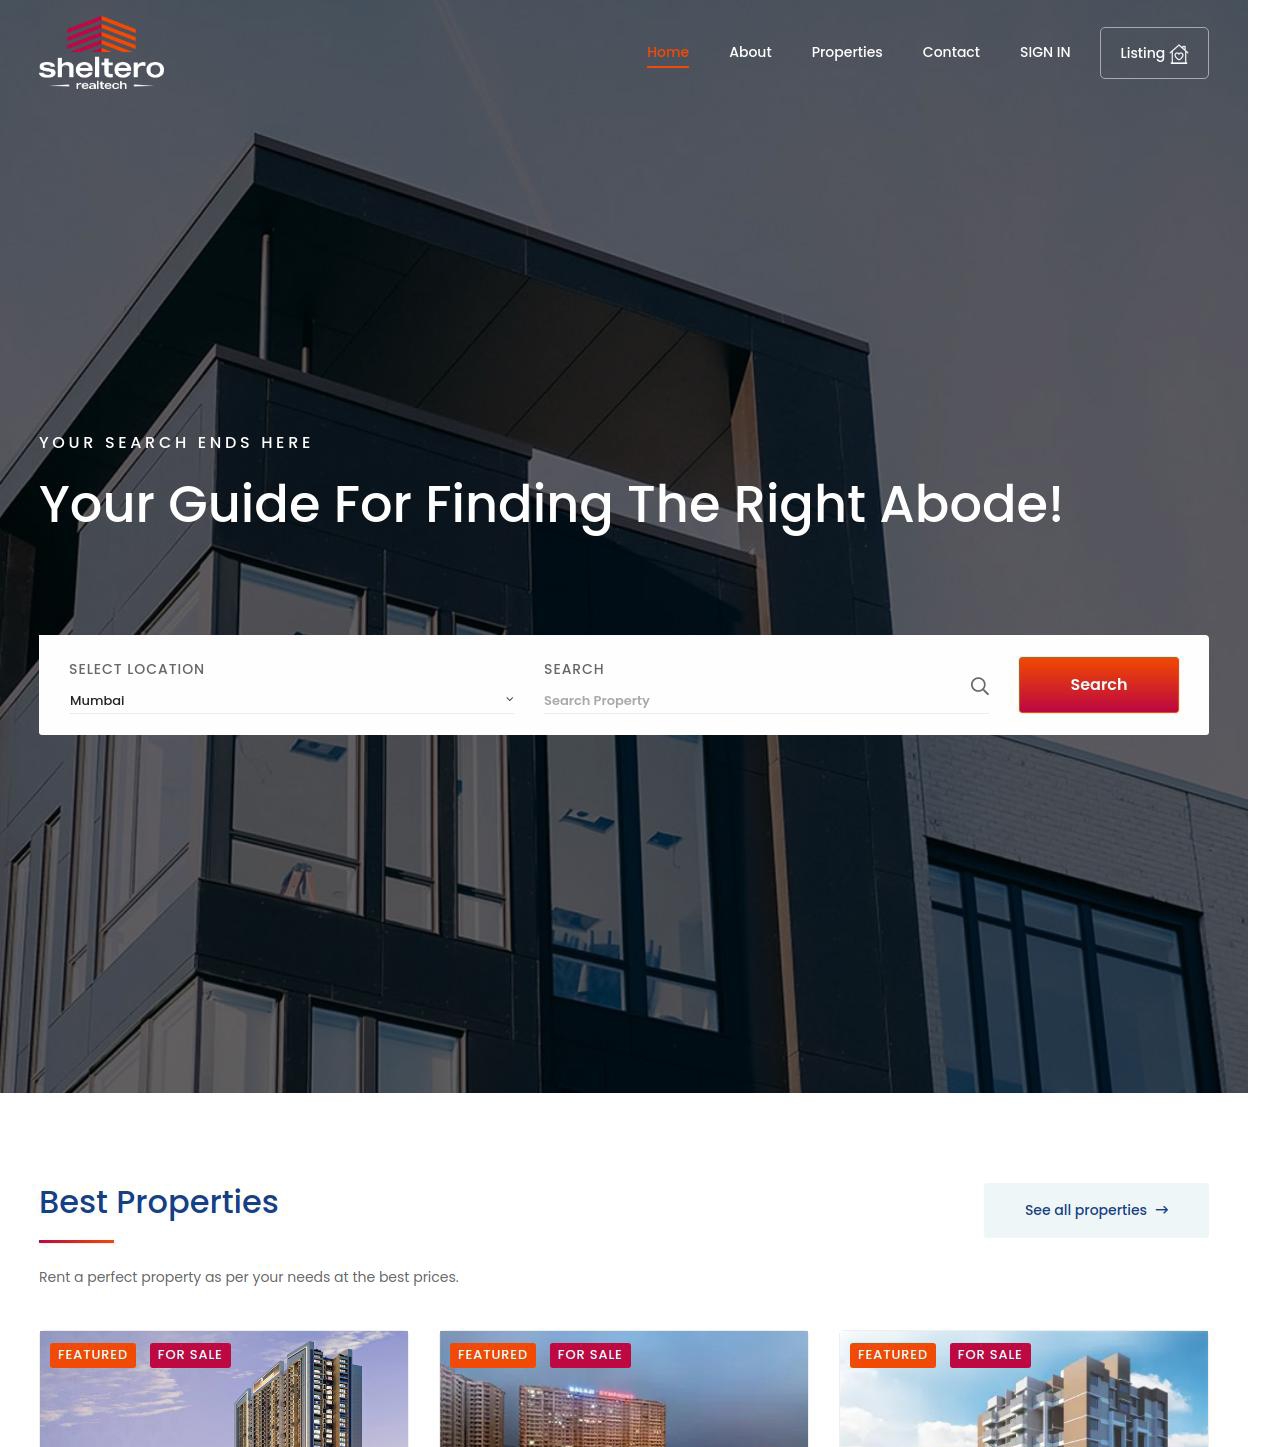 sheltero
realtech
Home About Properties Contact SIGN IN Listing
YOUR SEARCH ENDS HERE
Your Guide For Finding The Right Abode!
SELECT LOCATION
Mumbai
SEARCH
Search Property
Search
Best Properties
See all properties →
Rent a perfect property as per your needs at the best prices.
FEATURED FOR SALE
FEATURED FOR SALE
FEATURED FOR SALE